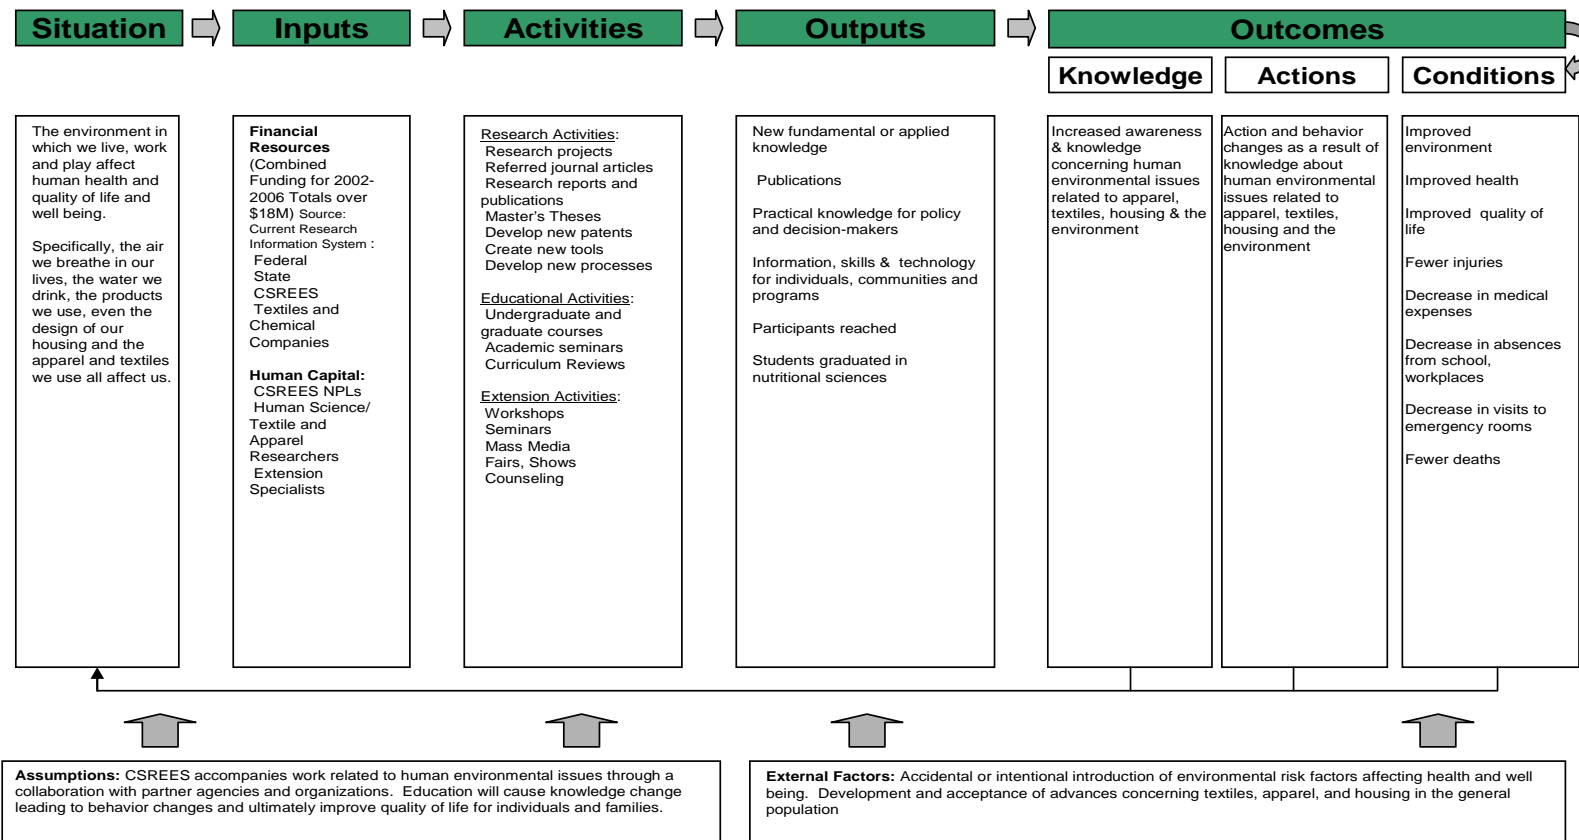 Situation
Inputs
Activities
Outputs
Outcomes
Knowledge
Actions
Conditions
The environment in
which we live, work
and play affect
human health and
quality of life and
well being.
Specifically, the air
we breathe in our
lives, the water we
drink, the products
we use, even the
design of our
housing and the
apparel and textiles
we use all affect us.
Financial
Resources
(Combined
Funding for 2002-
2006 Totals over
$18M) Source:
Current Research
Information System :
Federal
State
CSREES
Textiles and
Chemical
Companies
Human Capital:
CSREES NPLs
Human Science/
Textile and
Apparel
Researchers
Extension
Specialists
Research Activities:
Research projects
Referred journal articles
Research reports and
publications
Master's Theses
Develop new patents
Create new tools
Develop new processes
Educational Activities:
Undergraduate and
graduate courses
Academic seminars
Curriculum Reviews
Extension Activities:
Workshops
Seminars
Mass Media
Fairs, Shows
Counseling
New fundamental or applied
knowledge
Publications
Practical knowledge for policy
and decision-makers
Information, skills & technology
for individuals, communities and
programs
Participants reached
Students graduated in
nutritional sciences
Increased awareness
& knowledge
concerning human
environmental issues
related to apparel,
textiles, housing & the
environment
Action and behavior
changes as a result of
knowledge about
human environmental
issues related to
apparel, textiles,
housing and the
environment
Improved
environment
Improved health
Improved quality of
life
Fewer injuries
Decrease in medical
expenses
Decrease in absences
from school,
workplaces
Decrease in visits to
emergency rooms
Fewer deaths
Assumptions: CSREES accompanies work related to human environmental issues through a
collaboration with partner agencies and organizations. Education will cause knowledge change
leading to behavior changes and ultimately improve quality of life for individuals and families.
External Factors: Accidental or intentional introduction of environmental risk factors affecting health and well
being. Development and acceptance of advances concerning textiles, apparel, and housing in the general
population